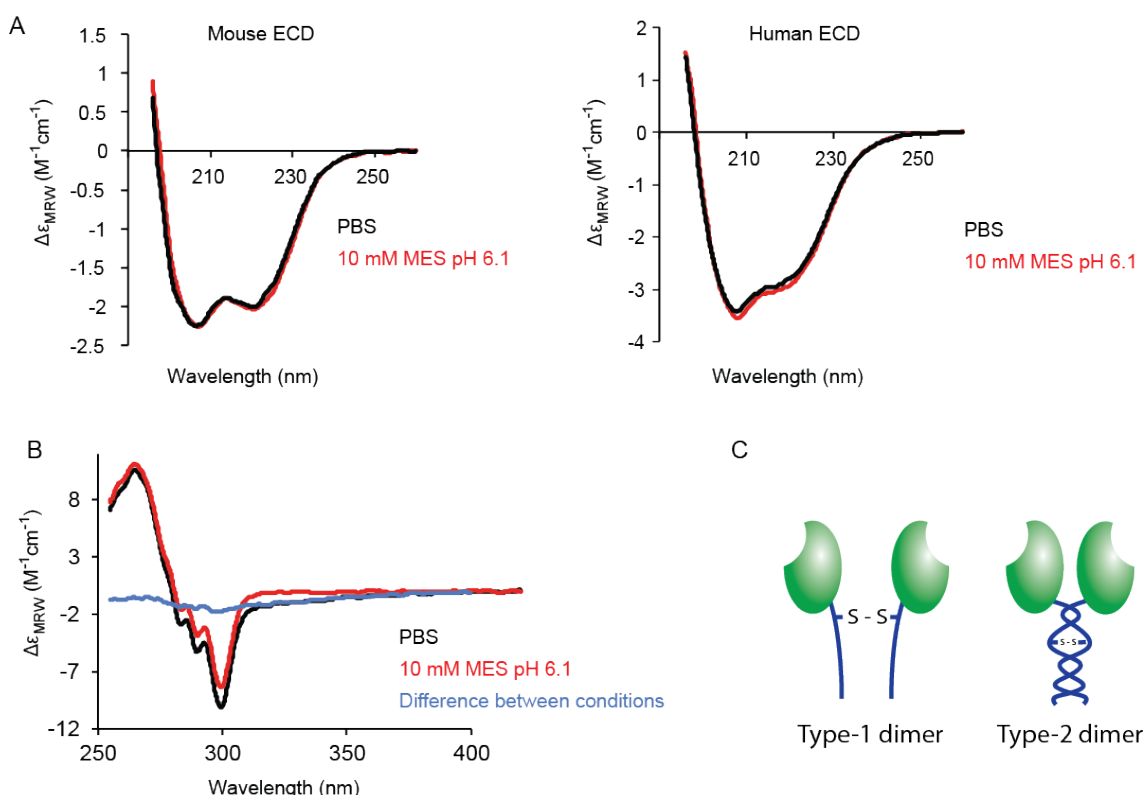 A
Mouse ECD
1.5
1
0.5
0
-0.5
-1
-1.5
-2
-2.5
210
230
250
ΔεMRW (M-1cm-1)
PBS
10 mM MES pH 6.1
Wavelength (nm)
Human ECD
2
1
0
-1
-2
-3
-4
210
230
250
ΔεMRW (M-1cm-1)
PBS
10 mM MES pH 6.1
Wavelength (nm)
B
8
3
-2
-7
-12
250
300
350
400
ΔεMRW (M-1cm-1)
PBS
10 mM MES pH 6.1
Difference between conditions
Wavelength (nm)
C
S - S
S - S
Type-1 dimer
Type-2 dimer